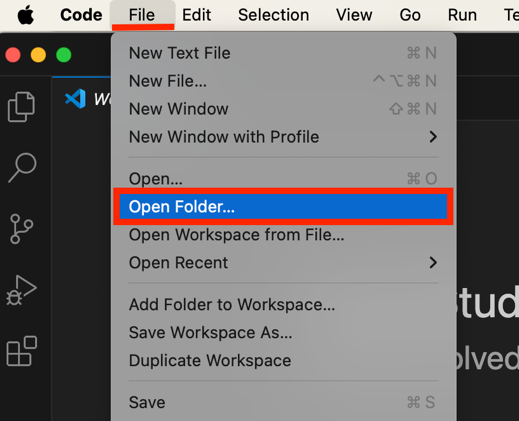 Code File Edit Selection View Go Run Te
New Text File ⌘ N
New File... ⌃⌥⌘ N
New Window ⇧⌘ N
New Window with Profile
Open... ⌘ O
Open Folder...
Open Workspace from File...
Open Recent
Add Folder to Workspace...
Save Workspace As...
Duplicate Workspace
Save ⌘ S
We
Stud
olved